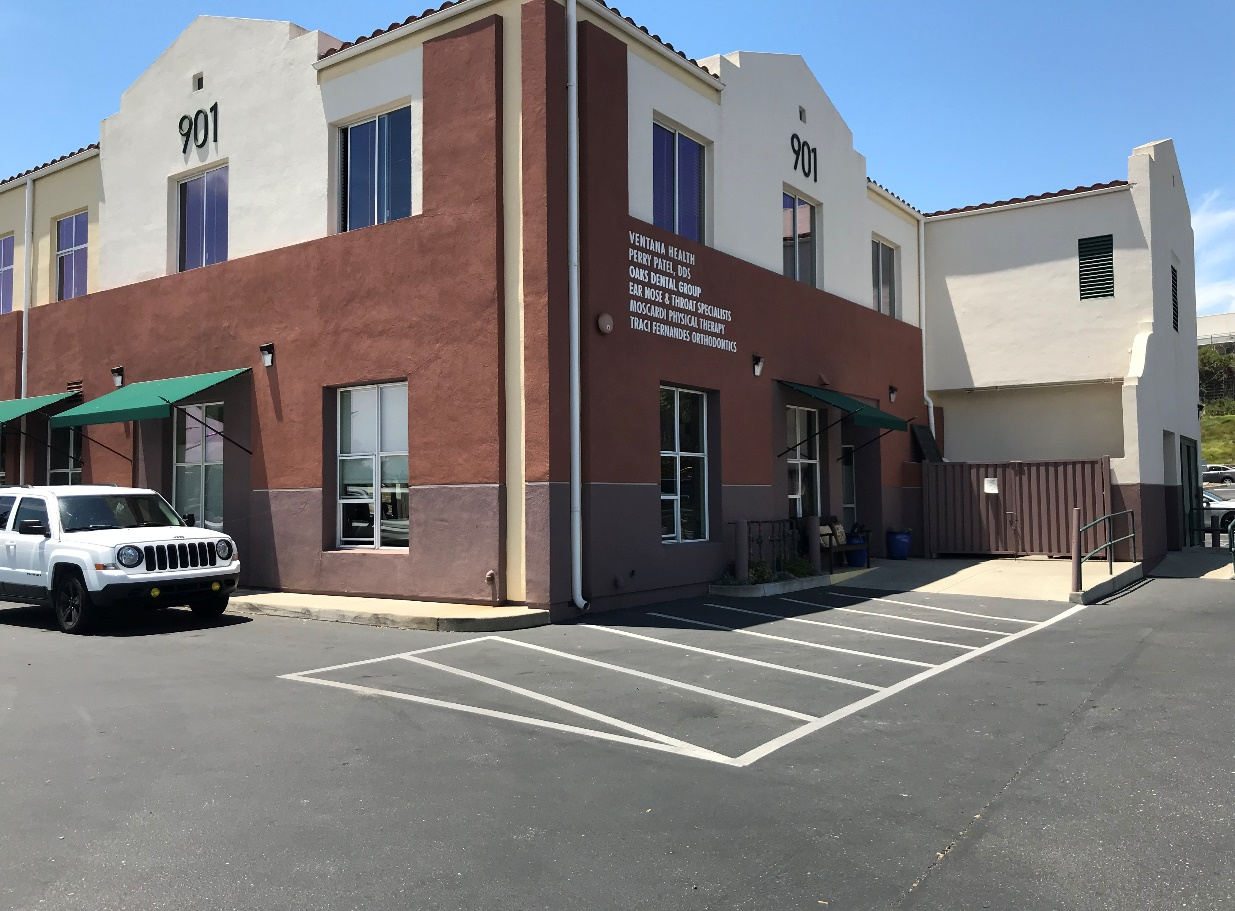 901
901
VENTANA HEALTH
PERRY PATEL, DDS
OAKS DENTAL GROUP
EAR NOSE & THROAT SPECIALISTS
MOSCARDI PHYSICAL THERAPY
TRACI FERNANDES ORTHODONTICS